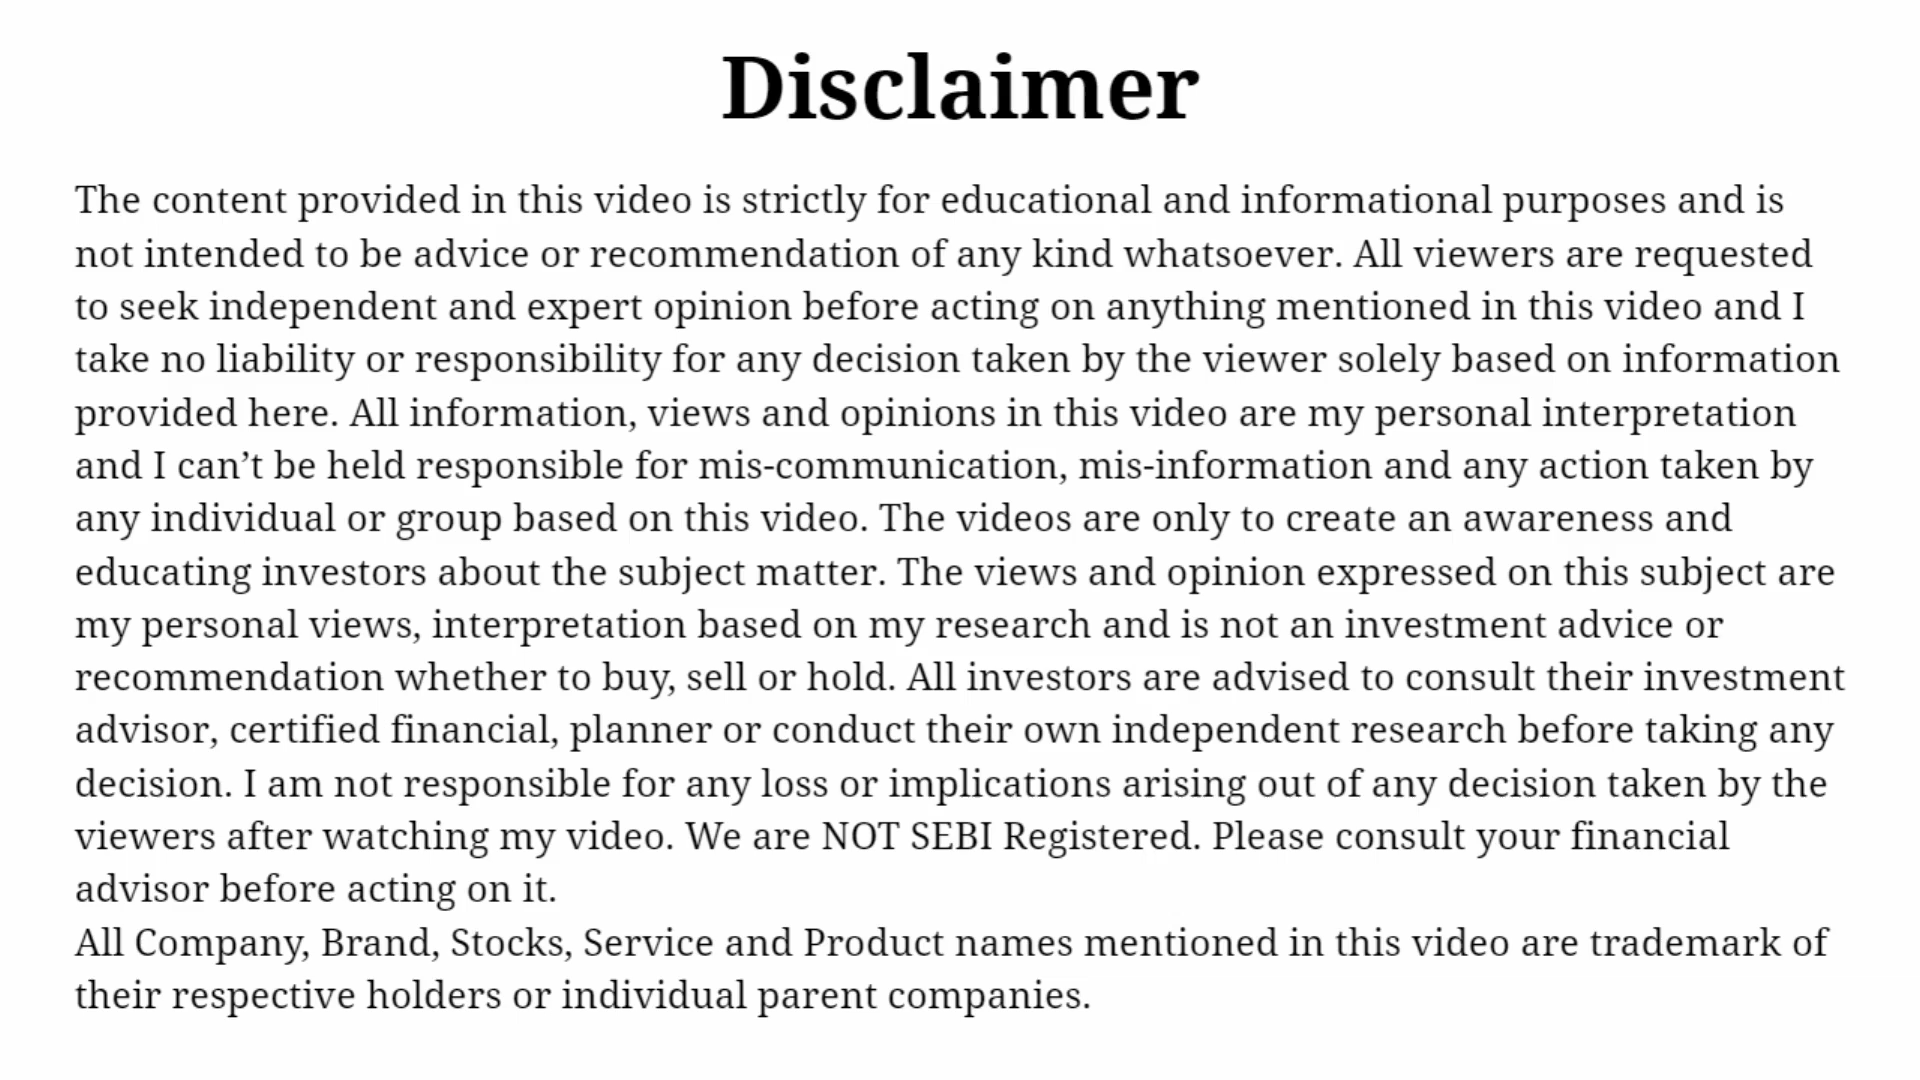 Disclaimer
The content provided in this video is strictly for educational and informational purposes and is
not intended to be advice or recommendation of any kind whatsoever. All viewers are requested
to seek independent and expert opinion before acting on anything mentioned in this video and I
take no liability or responsibility for any decision taken by the viewer solely based on information
provided here. All information, views and opinions in this video are my personal interpretation
and I can’t be held responsible for mis-communication, mis-information and any action taken by
any individual or group based on this video. The videos are only to create an awareness and
educating investors about the subject matter. The views and opinion expressed on this subject are
my personal views, interpretation based on my research and is not an investment advice or
recommendation whether to buy, sell or hold. All investors are advised to consult their investment
advisor, certified financial, planner or conduct their own independent research before taking any
decision. I am not responsible for any loss or implications arising out of any decision taken by the
viewers after watching my video. We are NOT SEBI Registered. Please consult your financial
advisor before acting on it.
All Company, Brand, Stocks, Service and Product names mentioned in this video are trademark of
their respective holders or individual parent companies.